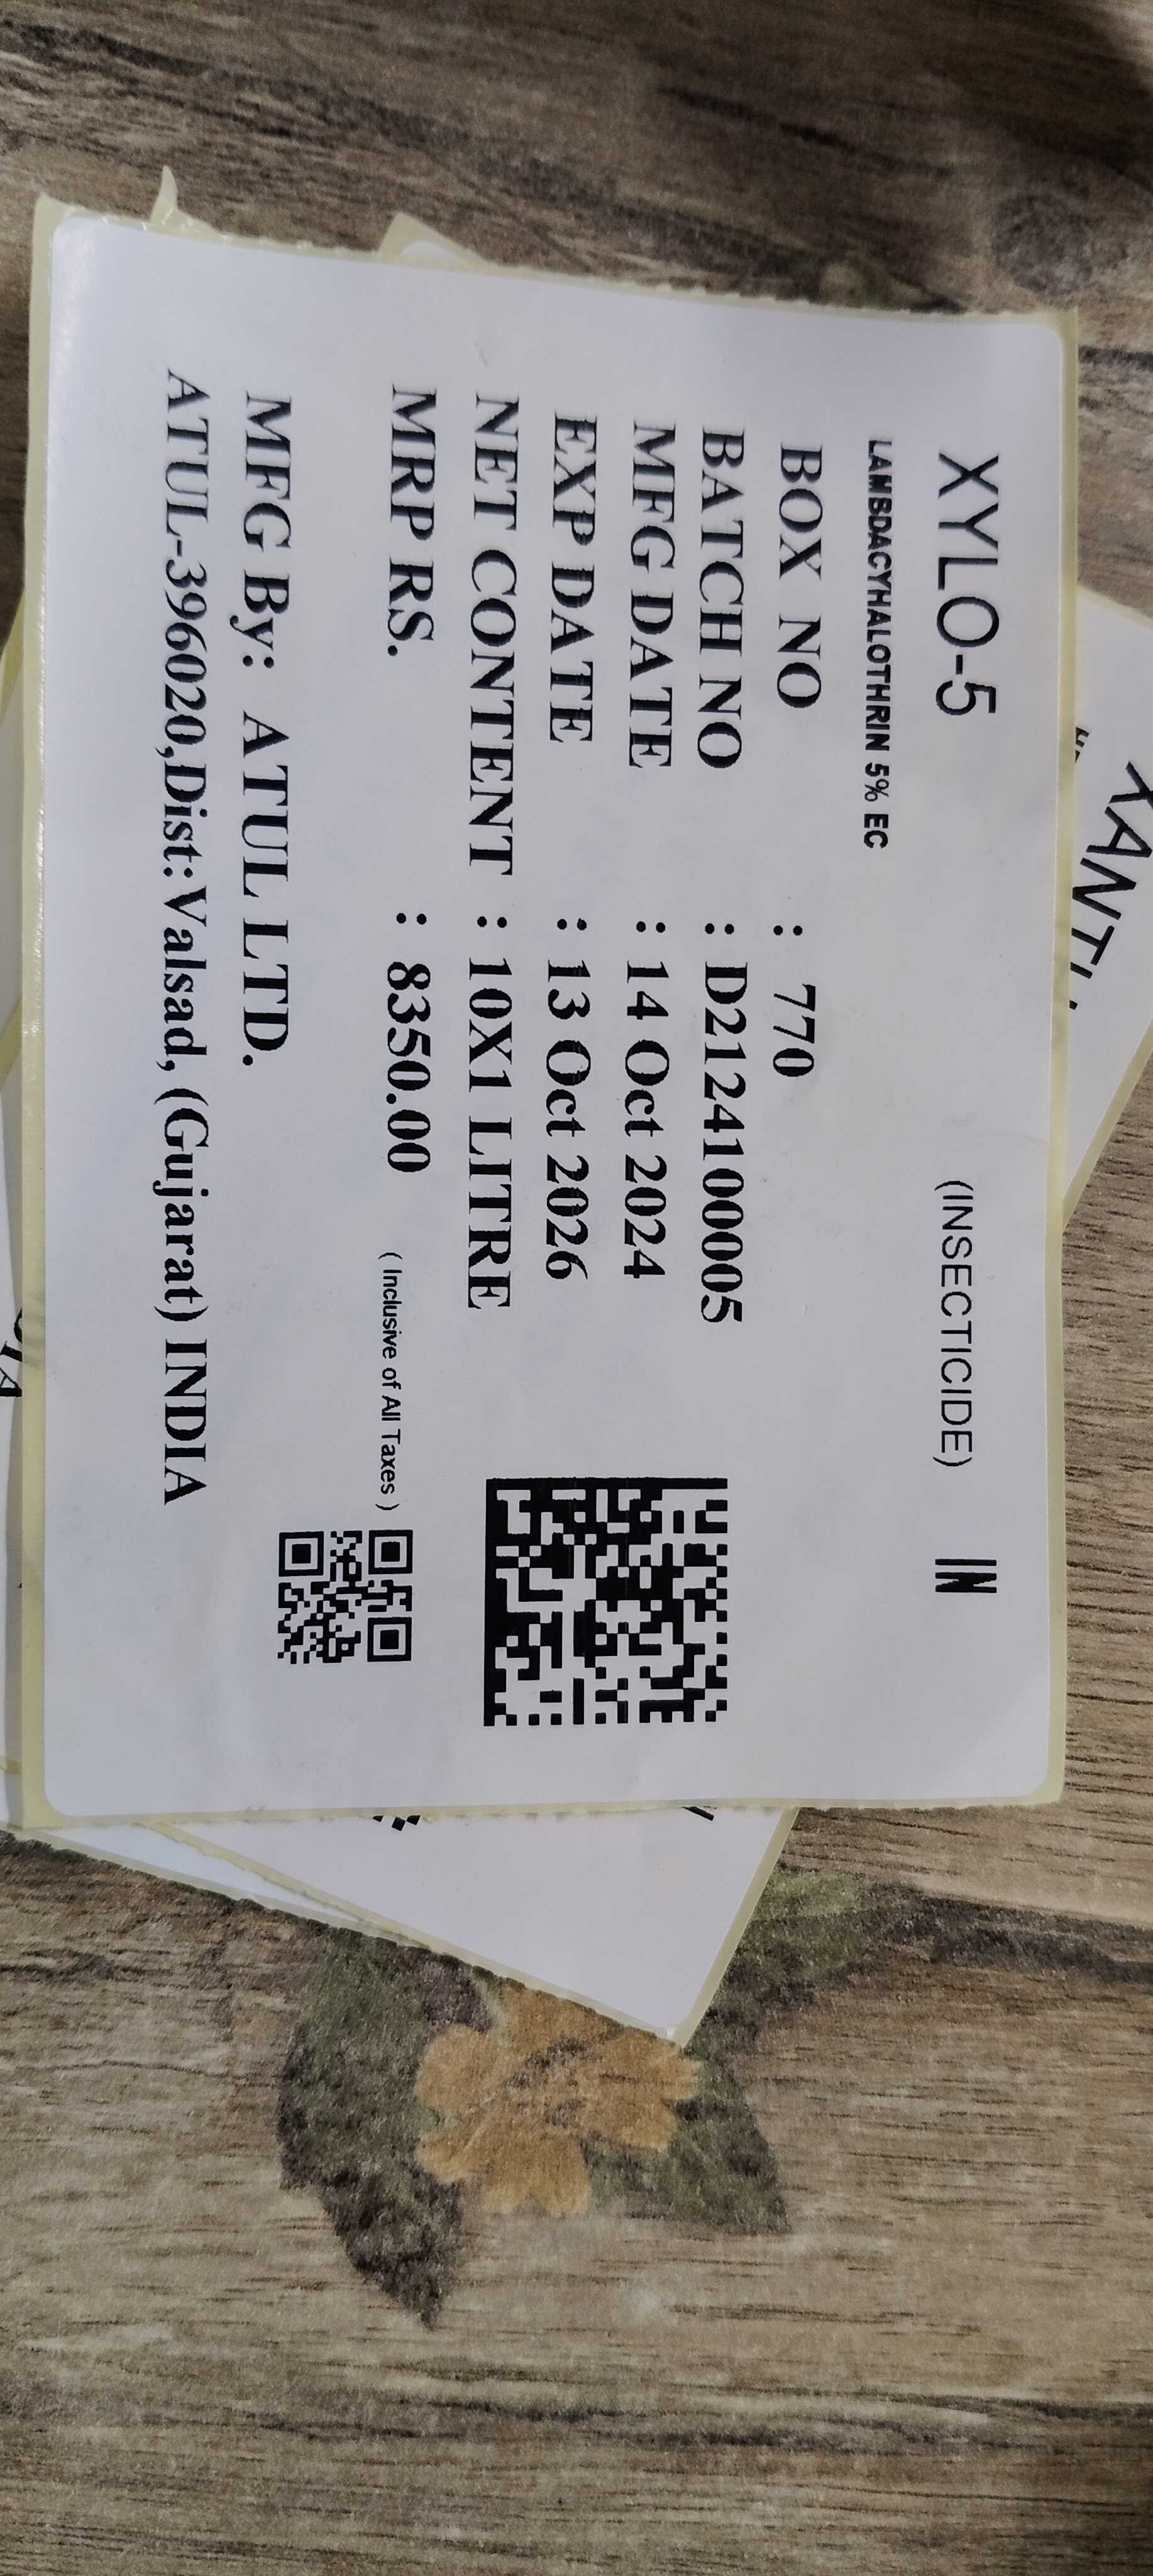 XYLO-5 (INSECTICIDE) IN
LAMBDACYHALOTHRIN 5% EC
BOX NO : 770
BATCH NO : D212410005
MFG DATE : 14 Oct 2024
EXP DATE : 13 Oct 2026
NET CONTENT : 10X1 LITRE
MRP RS. : 8350.00 ( Inclusive of All Taxes )
MFG By: ATUL LTD.
ATUL-396020,Dist:Valsad, (Gujarat) INDIA